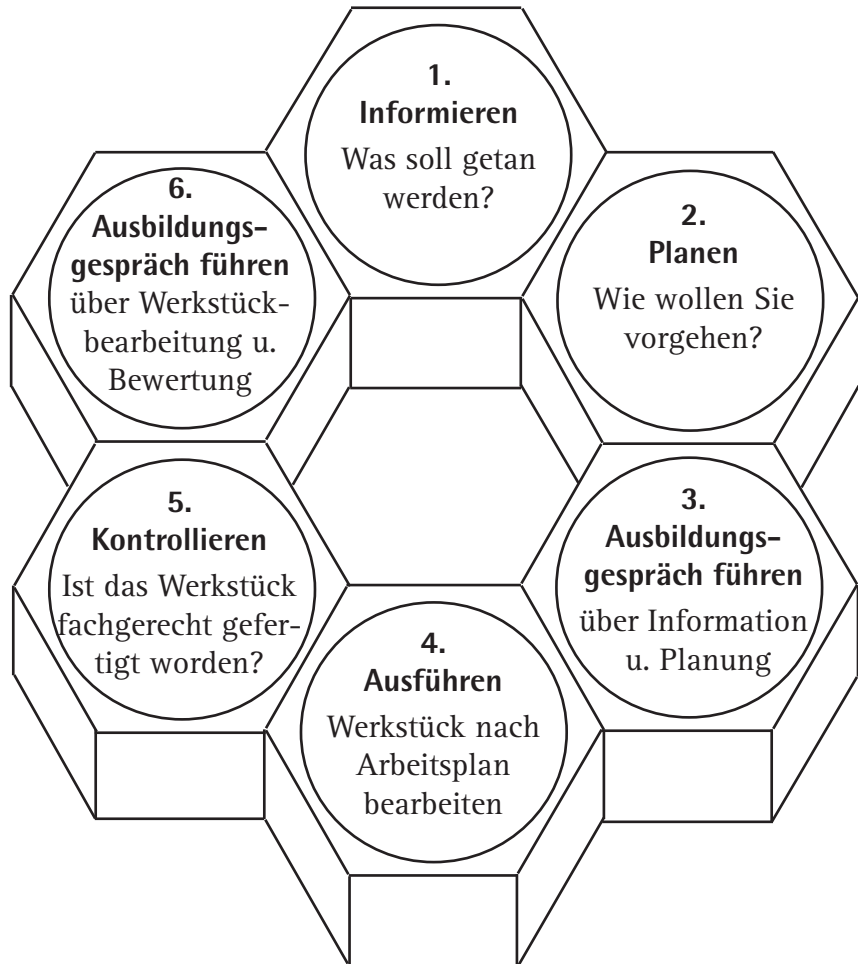 1.
Informieren
Was soll getan
werden?
2.
Planen
Wie wollen Sie
vorgehen?
3.
Ausbildungs-
gespräch führen
über Information
u. Planung
4.
Ausführen
Werkstück nach
Arbeitsplan
bearbeiten
5.
Kontrollieren
Ist das Werkstück
fachgerecht gefer-
tigt worden?
6.
Ausbildungs-
gespräch führen
über Werkstück-
bearbeitung u.
Bewertung